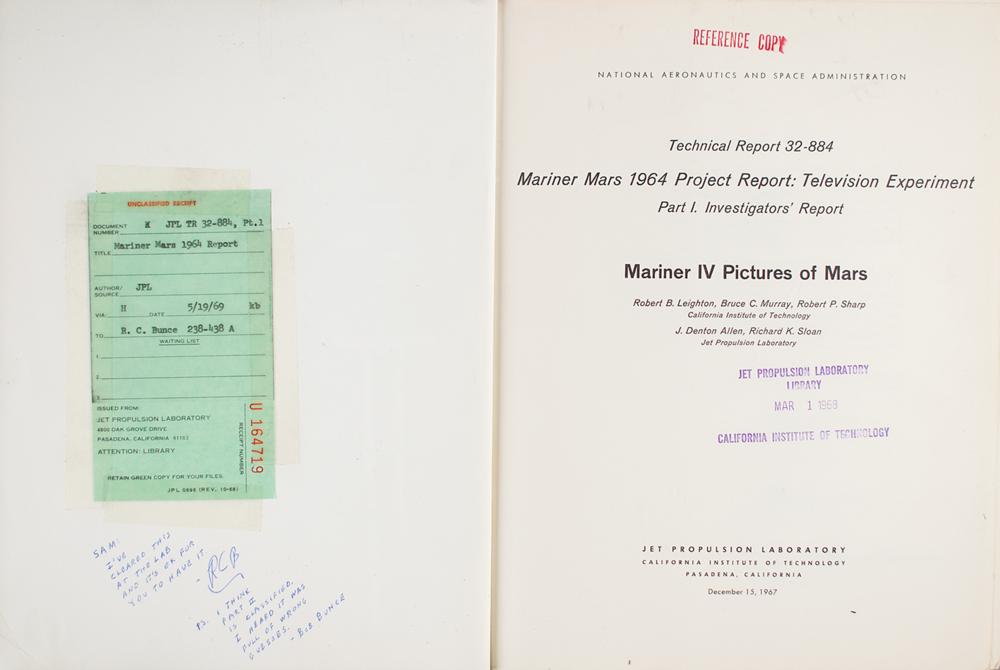 UNCLASSIFIED RECEIPT
DOCUMENT NUMBER K JPL TR 32-884, Pt.1
TITLE Mariner Mars 1964 Report
AUTHOR/ SOURCE JPL
VIA: H DATE 5/19/69 kb
TO R. C. Bunce 238-438 A
WAITING LIST
1.
2.
3.
ISSUED FROM:
JET PROPULSION LABORATORY
4800 OAK GROVE DRIVE
PASADENA, CALIFORNIA 91103
ATTENTION: LIBRARY
RECEIPT NUMBER
U 164719
RETAIN GREEN COPY FOR YOUR FILES.
JPL 0898 (REV. 10-68)
SAM:
I'VE
CLEARED THIS
AT THE LAB
AND IT'S OK FOR
YOU TO HAVE IT
- RCB
PS. I THINK
PART II
IS CLASSIFIED.
I HEARD IT WAS
FULL OF WRONG
GUESSES.
- BOB BUNCE
REFERENCE COPY
NATIONAL AERONAUTICS AND SPACE ADMINISTRATION
Technical Report 32-884
Mariner Mars 1964 Project Report: Television Experiment
Part I. Investigators' Report
Mariner IV Pictures of Mars
Robert B. Leighton, Bruce C. Murray, Robert P. Sharp
California Institute of Technology
J. Denton Allen, Richard K. Sloan
Jet Propulsion Laboratory
JET PROPULSION LABORATORY
LIBRARY
MAR 1 1968
CALIFORNIA INSTITUTE OF TECHNOLOGY
JET PROPULSION LABORATORY
CALIFORNIA INSTITUTE OF TECHNOLOGY
PASADENA, CALIFORNIA
December 15, 1967